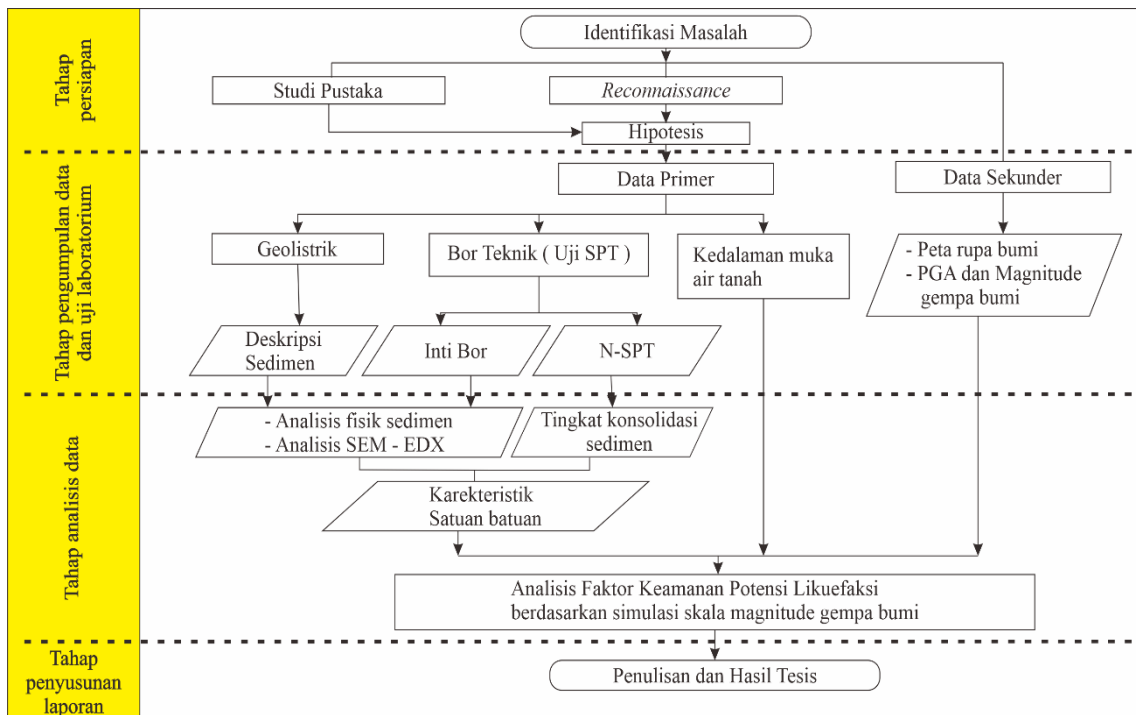 Tahap
persiapan
Identifikasi Masalah
Studi Pustaka
Reconnaissance
Hipotesis
Tahap pengumpulan data
dan uji laboratorium
Data Primer
Data Sekunder
Geolistrik
Bor Teknik ( Uji SPT )
Kedalaman muka
air tanah
- Peta rupa bumi
- PGA dan Magnitude
gempa bumi
Deskripsi
Sedimen
Inti Bor
N-SPT
Tahap analisis data
- Analisis fisik sedimen
- Analisis SEM - EDX
Tingkat konsolidasi
sedimen
Karekteristik
Satuan batuan
Analisis Faktor Keamanan Potensi Likuefaksi
berdasarkan simulasi skala magnitude gempa bumi
Tahap
penyusunan
laporan
Penulisan dan Hasil Tesis